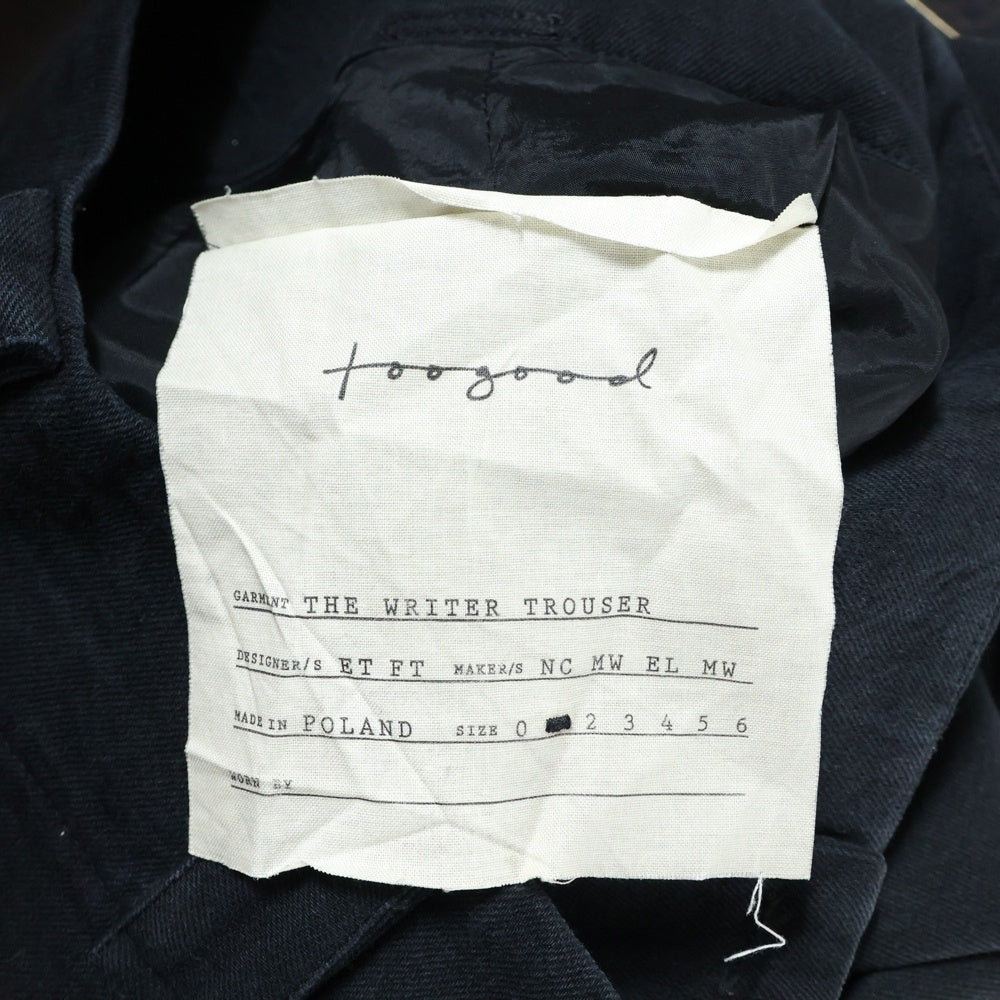 toogood
GARMENT THE WRITER TROUSER
DESIGNER/S ET FT MAKER/S NC MW EL MW
MADE IN POLAND SIZE 0 2 3 4 5 6
WORN BY